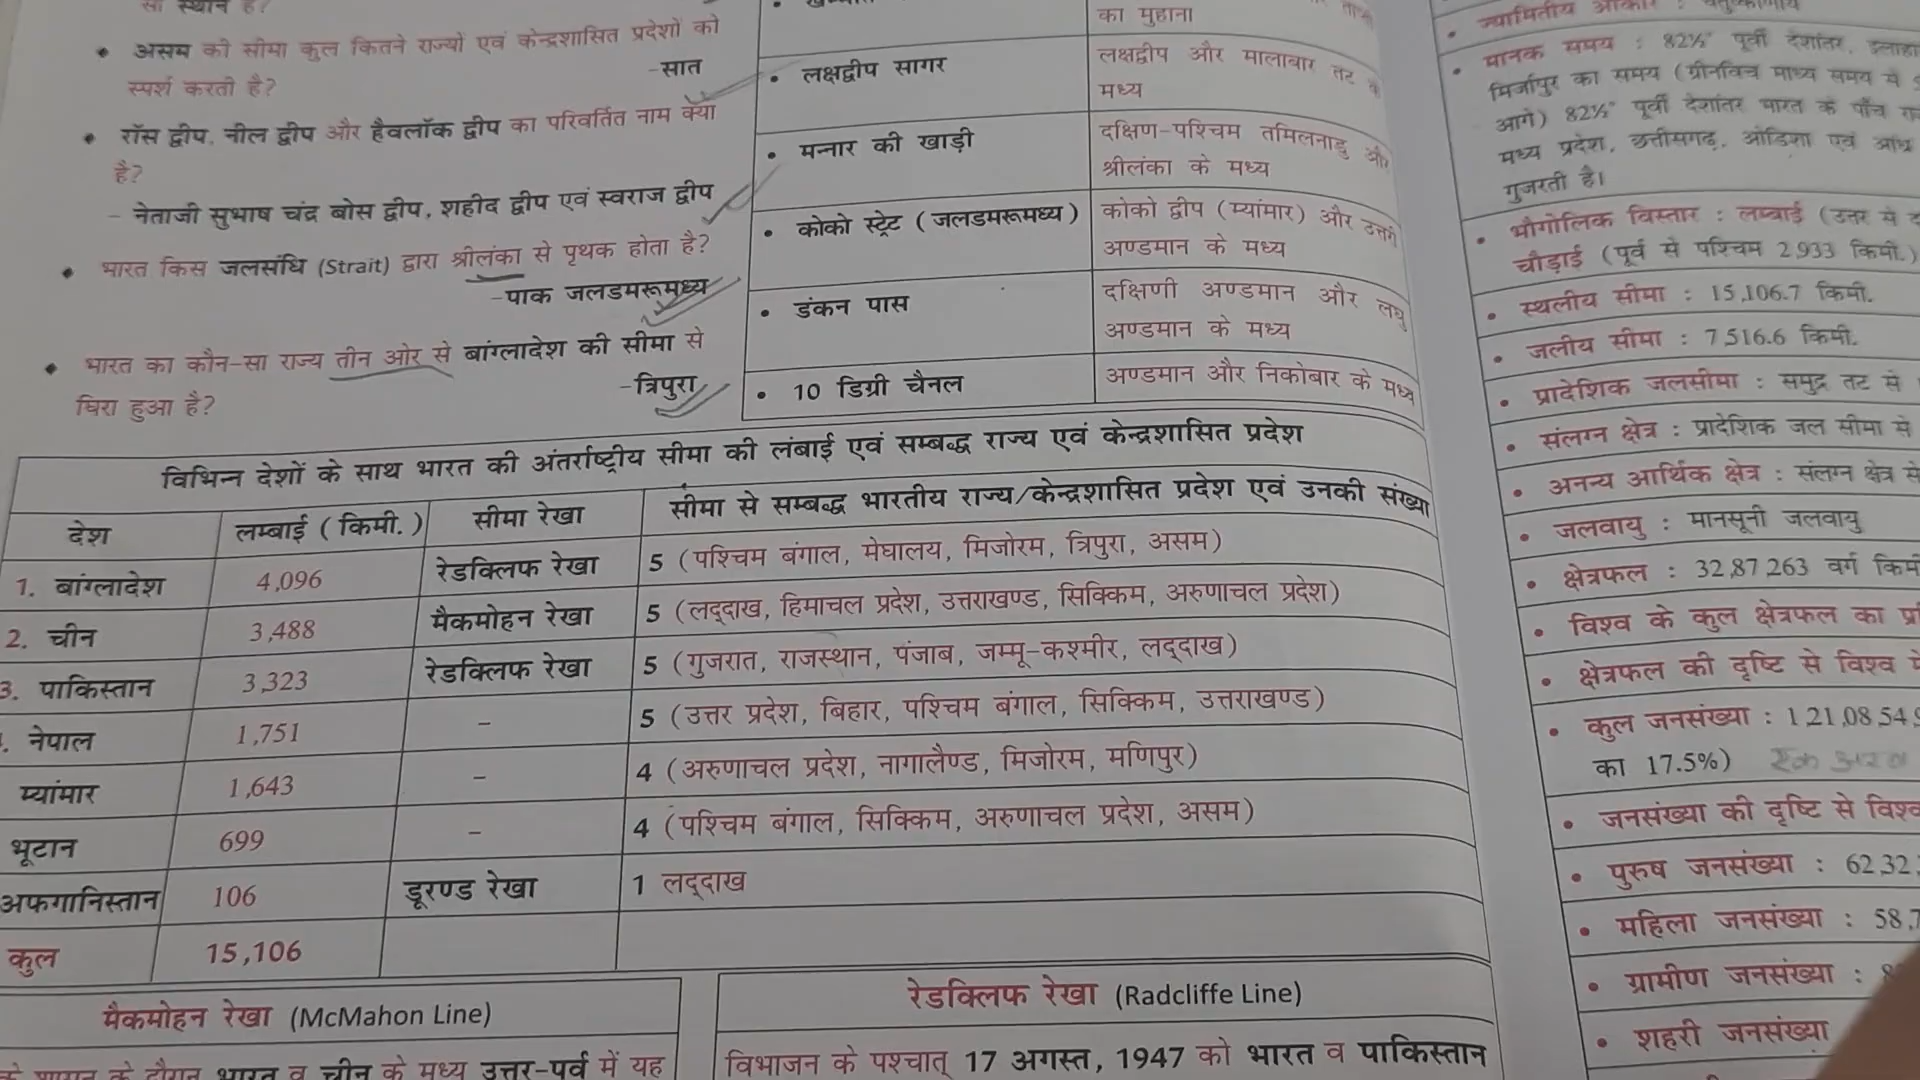 असम की सीमा कुल कितने राज्यों एवं केन्द्रशासित प्रदेशों को
स्पर्श करती है? -सात
• रॉस द्वीप, नील द्वीप और हैवलॉक द्वीप का परिवर्तित नाम क्या
है?
- नेताजी सुभाष चंद्र बोस द्वीप, शहीद द्वीप एवं स्वराज द्वीप
• भारत किस जलसंधि (Strait) द्वारा श्रीलंका से पृथक होता है?
-पाक जलडमरूमध्य
• भारत का कौन-सा राज्य तीन ओर से बांग्लादेश की सीमा से
घिरा हुआ है? -त्रिपुरा
का मुहाना
• लक्षद्वीप सागर
लक्षद्वीप और मालाबार तट के
मध्य
• मन्नार की खाड़ी
दक्षिण-पश्चिम तमिलनाडु और
श्रीलंका के मध्य
• कोको स्ट्रेट (जलडमरूमध्य)
कोको द्वीप (म्यांमार) और उत्तरी
अण्डमान के मध्य
• डंकन पास
दक्षिणी अण्डमान और लघु
अण्डमान के मध्य
• 10 डिग्री चैनल
अण्डमान और निकोबार के मध्य
विभिन्न देशों के साथ भारत की अंतर्राष्ट्रीय सीमा की लंबाई एवं सम्बद्ध राज्य एवं केन्द्रशासित प्रदेश
देश लम्बाई (किमी.) सीमा रेखा सीमा से सम्बद्ध भारतीय राज्य/केन्द्रशासित प्रदेश एवं उनकी संख्या
1. बांग्लादेश 4,096 रेडक्लिफ रेखा 5 (पश्चिम बंगाल, मेघालय, मिजोरम, त्रिपुरा, असम)
2. चीन 3,488 मैकमोहन रेखा 5 (लद्दाख, हिमाचल प्रदेश, उत्तराखण्ड, सिक्किम, अरुणाचल प्रदेश)
3. पाकिस्तान 3,323 रेडक्लिफ रेखा 5 (गुजरात, राजस्थान, पंजाब, जम्मू-कश्मीर, लद्दाख)
नेपाल 1,751 - 5 (उत्तर प्रदेश, बिहार, पश्चिम बंगाल, सिक्किम, उत्तराखण्ड)
म्यांमार 1,643 - 4 (अरुणाचल प्रदेश, नागालैण्ड, मिजोरम, मणिपुर)
भूटान 699 - 4 (पश्चिम बंगाल, सिक्किम, अरुणाचल प्रदेश, असम)
अफगानिस्तान 106 डूरण्ड रेखा 1 लद्दाख
कुल 15,106
मैकमोहन रेखा (McMahon Line)
के दौरान भारत व चीन के मध्य उत्तर-पूर्व में यह
रेडक्लिफ रेखा (Radcliffe Line)
विभाजन के पश्चात् 17 अगस्त, 1947 को भारत व पाकिस्तान
• ज्यामितीय आकार :
• मानक समय : 82½° पूर्वी देशांतर,
मिर्जापुर का समय (ग्रीनविच माध्य समय से
आगे) 82½° पूर्वी देशांतर भारत के पाँच
मध्य प्रदेश, छत्तीसगढ़, ओडिशा एवं आंध्र
गुजरती है।
• भौगोलिक विस्तार : लम्बाई (उत्तर से
चौड़ाई (पूर्व से पश्चिम 2,933 किमी.)
• स्थलीय सीमा : 15,106.7 किमी.
• जलीय सीमा : 7,516.6 किमी.
• प्रादेशिक जलसीमा : समुद्र तट से
• संलग्न क्षेत्र : प्रादेशिक जल सीमा से
• अनन्य आर्थिक क्षेत्र : संलग्न क्षेत्र से
• जलवायु : मानसूनी जलवायु
• क्षेत्रफल : 32,87,263 वर्ग किमी
• विश्व के कुल क्षेत्रफल का
• क्षेत्रफल की दृष्टि से विश्व में
• कुल जनसंख्या : 1,21,08,54,
का 17.5%)
• जनसंख्या की दृष्टि से विश्व
• पुरुष जनसंख्या : 62,32,
• महिला जनसंख्या : 58,7
• ग्रामीण जनसंख्या :
• शहरी जनसंख्या